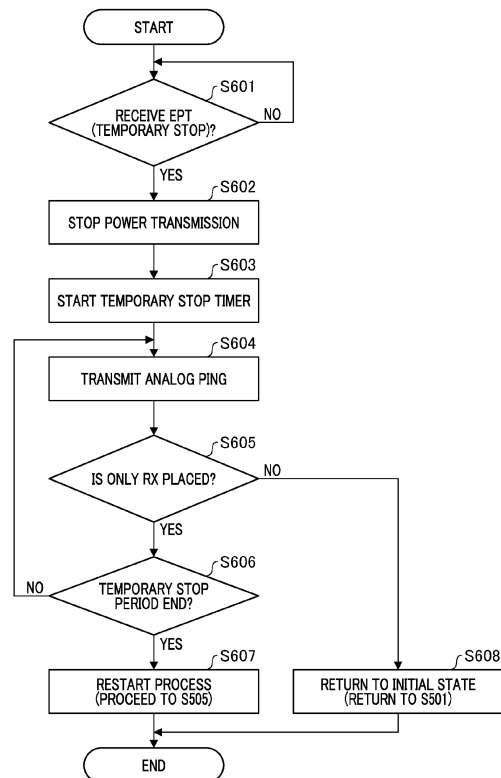 START
S601
RECEIVE EPT
(TEMPORARY STOP)?
NO
YES
S602
STOP POWER TRANSMISSION
S603
START TEMPORARY STOP TIMER
S604
TRANSMIT ANALOG PING
S605
IS ONLY RX PLACED?
NO
YES
S606
TEMPORARY STOP
PERIOD END?
NO
YES
S607
RESTART PROCESS
(PROCEED TO S505)
S608
RETURN TO INITIAL STATE
(RETURN TO S501)
END